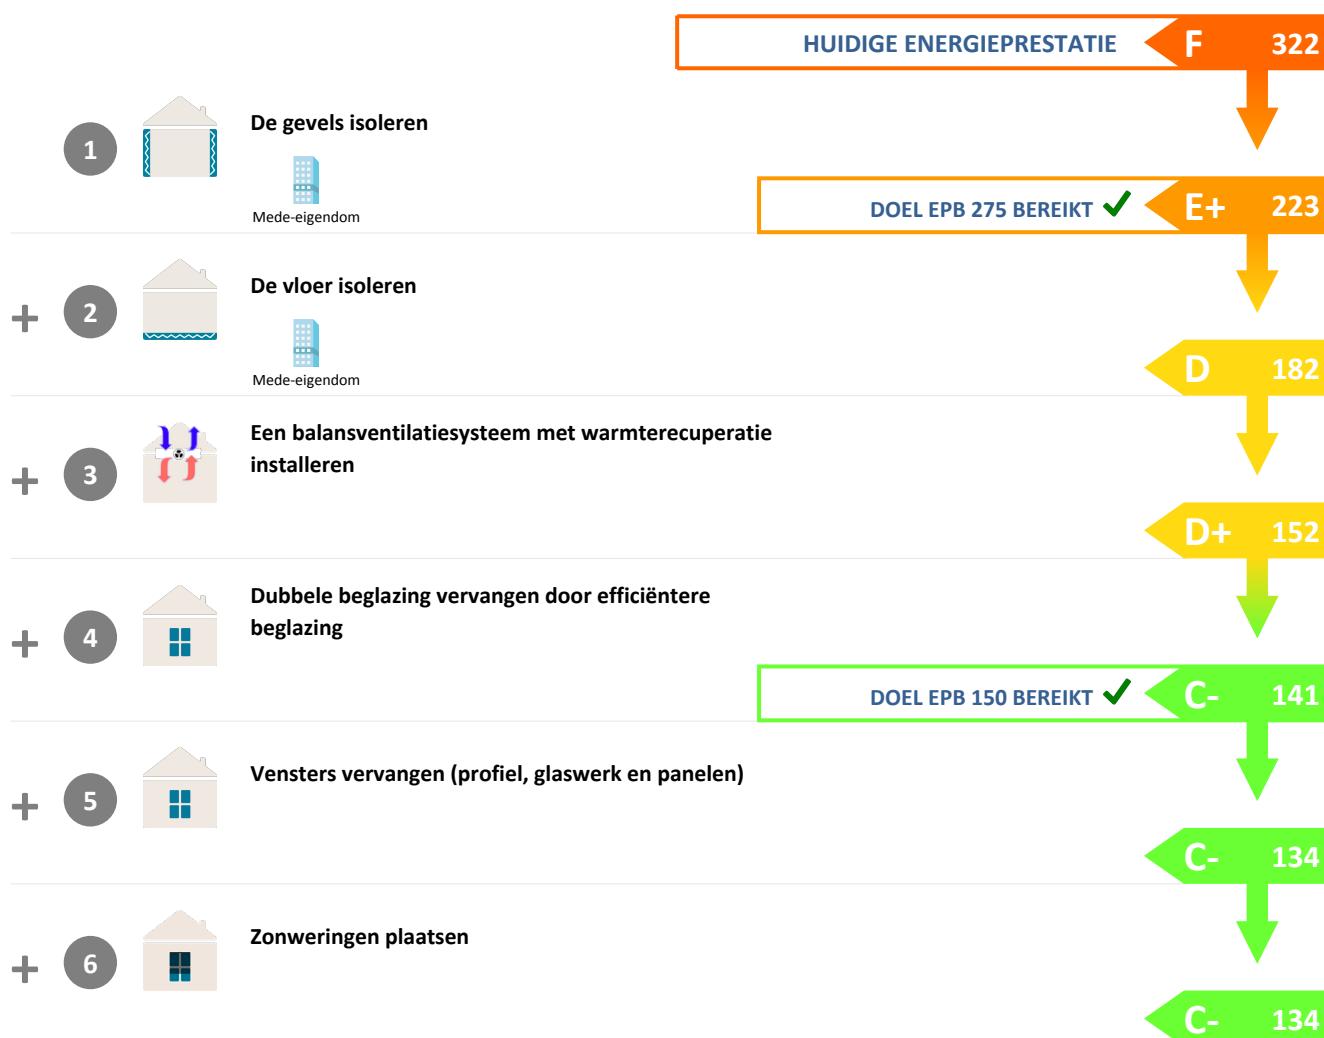 HUIDIGE ENERGIEPRESTATIE F 322
1 De gevels isoleren
Mede-eigendom
DOEL EPB 275 BEREIKT ✔ E+ 223
+ 2 De vloer isoleren
Mede-eigendom
D 182
+ 3 Een balansventilatiesysteem met warmterecuperatie
installeren
D+ 152
+ 4 Dubbele beglazing vervangen door efficiëntere
beglazing
DOEL EPB 150 BEREIKT ✔ C- 141
+ 5 Vensters vervangen (profiel, glaswerk en panelen)
C- 134
+ 6 Zonweringen plaatsen
C- 134